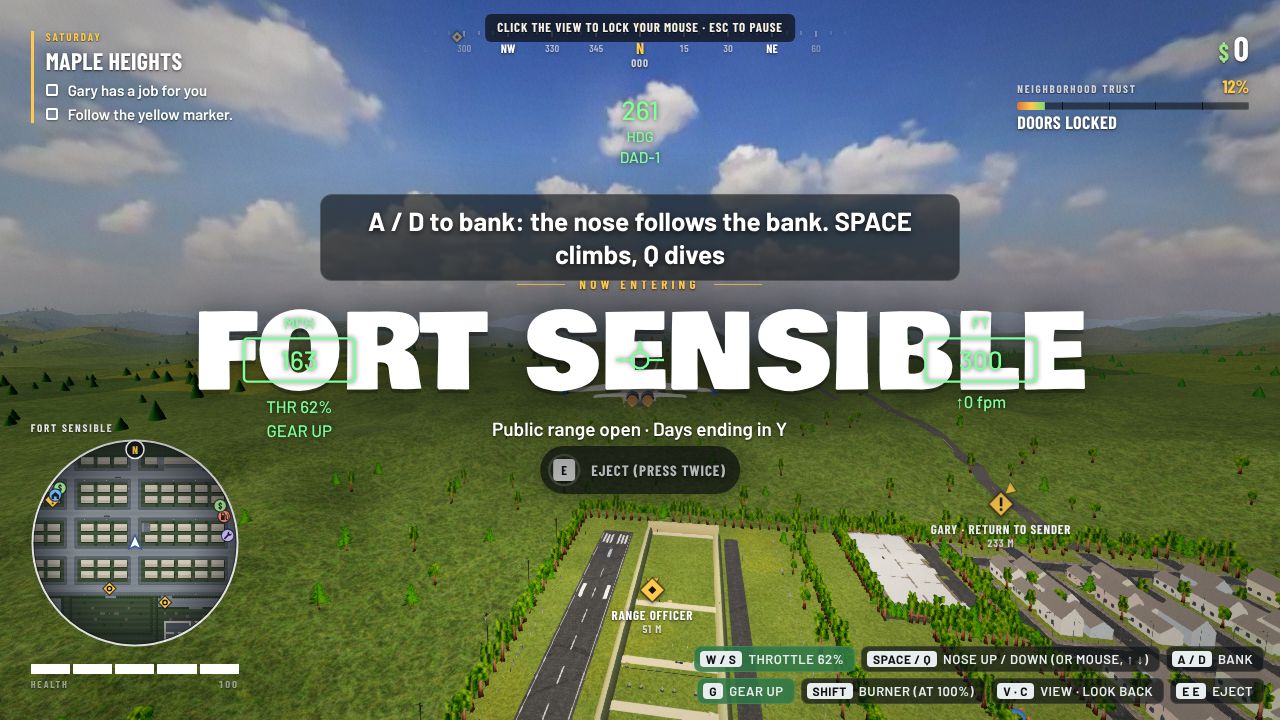 CLICK THE VIEW TO LOCK YOUR MOUSE · ESC TO PAUSE
SATURDAY
MAPLE HEIGHTS
Gary has a job for you
Follow the yellow marker.
300 NW 330 345 N 15 30 NE 60
000
$ 0
NEIGHBORHOOD TRUST 12%
DOORS LOCKED
261
HDG
DAD-1
A / D to bank: the nose follows the bank. SPACE
climbs, Q dives
NOW ENTERING
FORT SENSIBLE
MPH
163
THR 62%
GEAR UP
FT
300
↑0 fpm
Public range open · Days ending in Y
E EJECT (PRESS TWICE)
FORT SENSIBLE
N
$
$
GARY · RETURN TO SENDER
233 M
RANGE OFFICER
51 M
HEALTH 100
W / S THROTTLE 62% SPACE / Q NOSE UP / DOWN (OR MOUSE, ↑ ↓) A / D BANK
G GEAR UP SHIFT BURNER (AT 100%) V · C VIEW · LOOK BACK E E EJECT